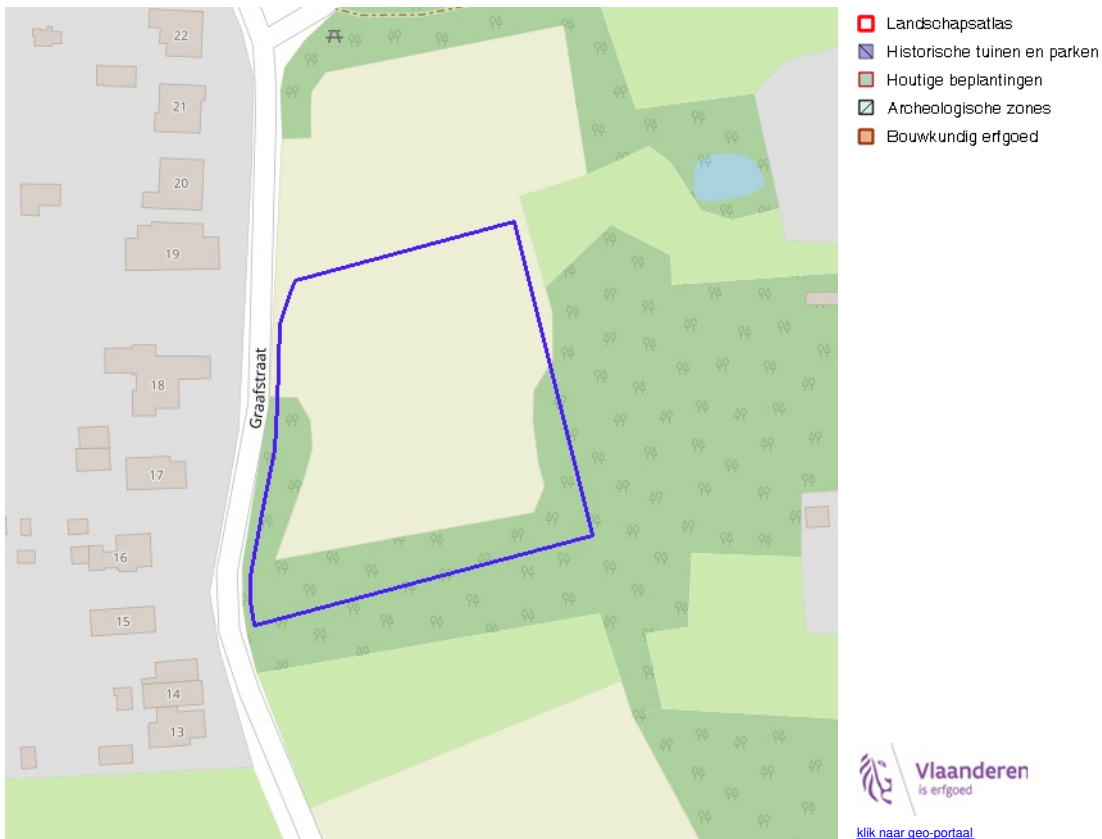 22
21
20
19
18
Graafstraat
17
16
15
14
13
Landschapsatlas
Historische tuinen en parken
Houtige beplantingen
Archeologische zones
Bouwkundig erfgoed
Vlaanderen
is erfgoed
klik naar geo-portaal